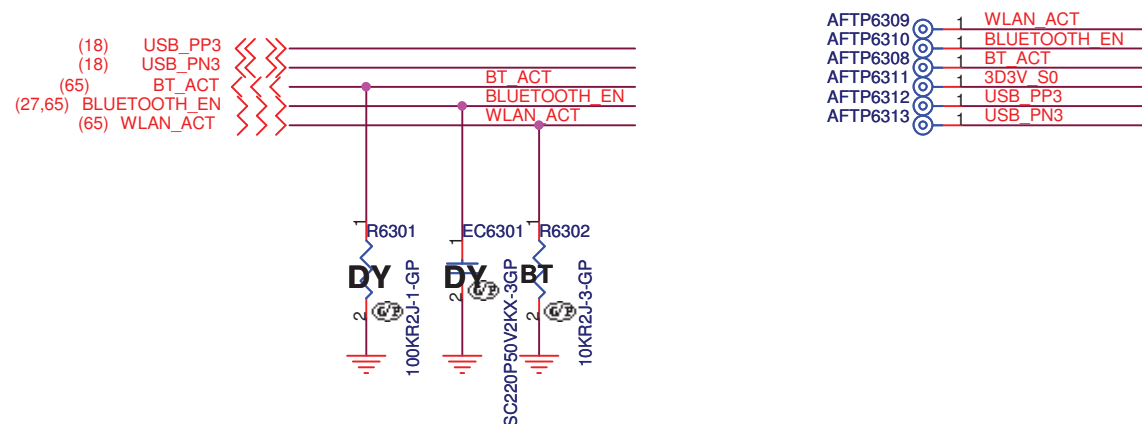 (18) USB_PP3
(18) USB_PN3
(65) BT_ACT
(27,65) BLUETOOTH_EN
(65) WLAN_ACT
BT_ACT
BLUETOOTH_EN
WLAN_ACT
AFTP6309 1 WLAN_ACT
AFTP6310 1 BLUETOOTH_EN
AFTP6308 1 BT_ACT
AFTP6311 1 3D3V_S0
AFTP6312 1 USB_PP3
AFTP6313 1 USB_PN3
1 R6301
DY
2 G/P
100KR2J-1-GP
1 EC6301
DY
2 G/P
SC220P50V2KX-3GP
1 R6302
BT
2 G/P
10KR2J-3-GP